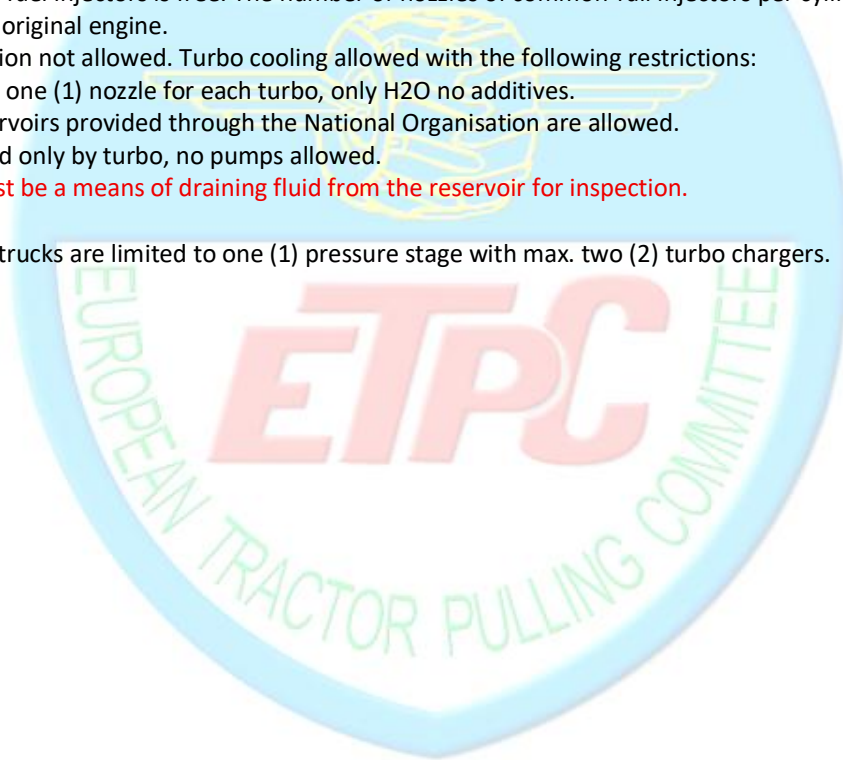 fuel injectors is free. The number of nozzles of common rail injectors per
original engine.
not allowed. Turbo cooling allowed with the following restrictions:
one (1) nozzle for each turbo, only H2O no additives.
provided through the National Organisation are allowed.
only by turbo, no pumps allowed.
be a means of draining fluid from the reservoir for inspection.
trucks are limited to one (1) pressure stage with max. two (2) turbo chargers.
ETPC
EUROPEAN TRACTOR PULLING COMMITTEE